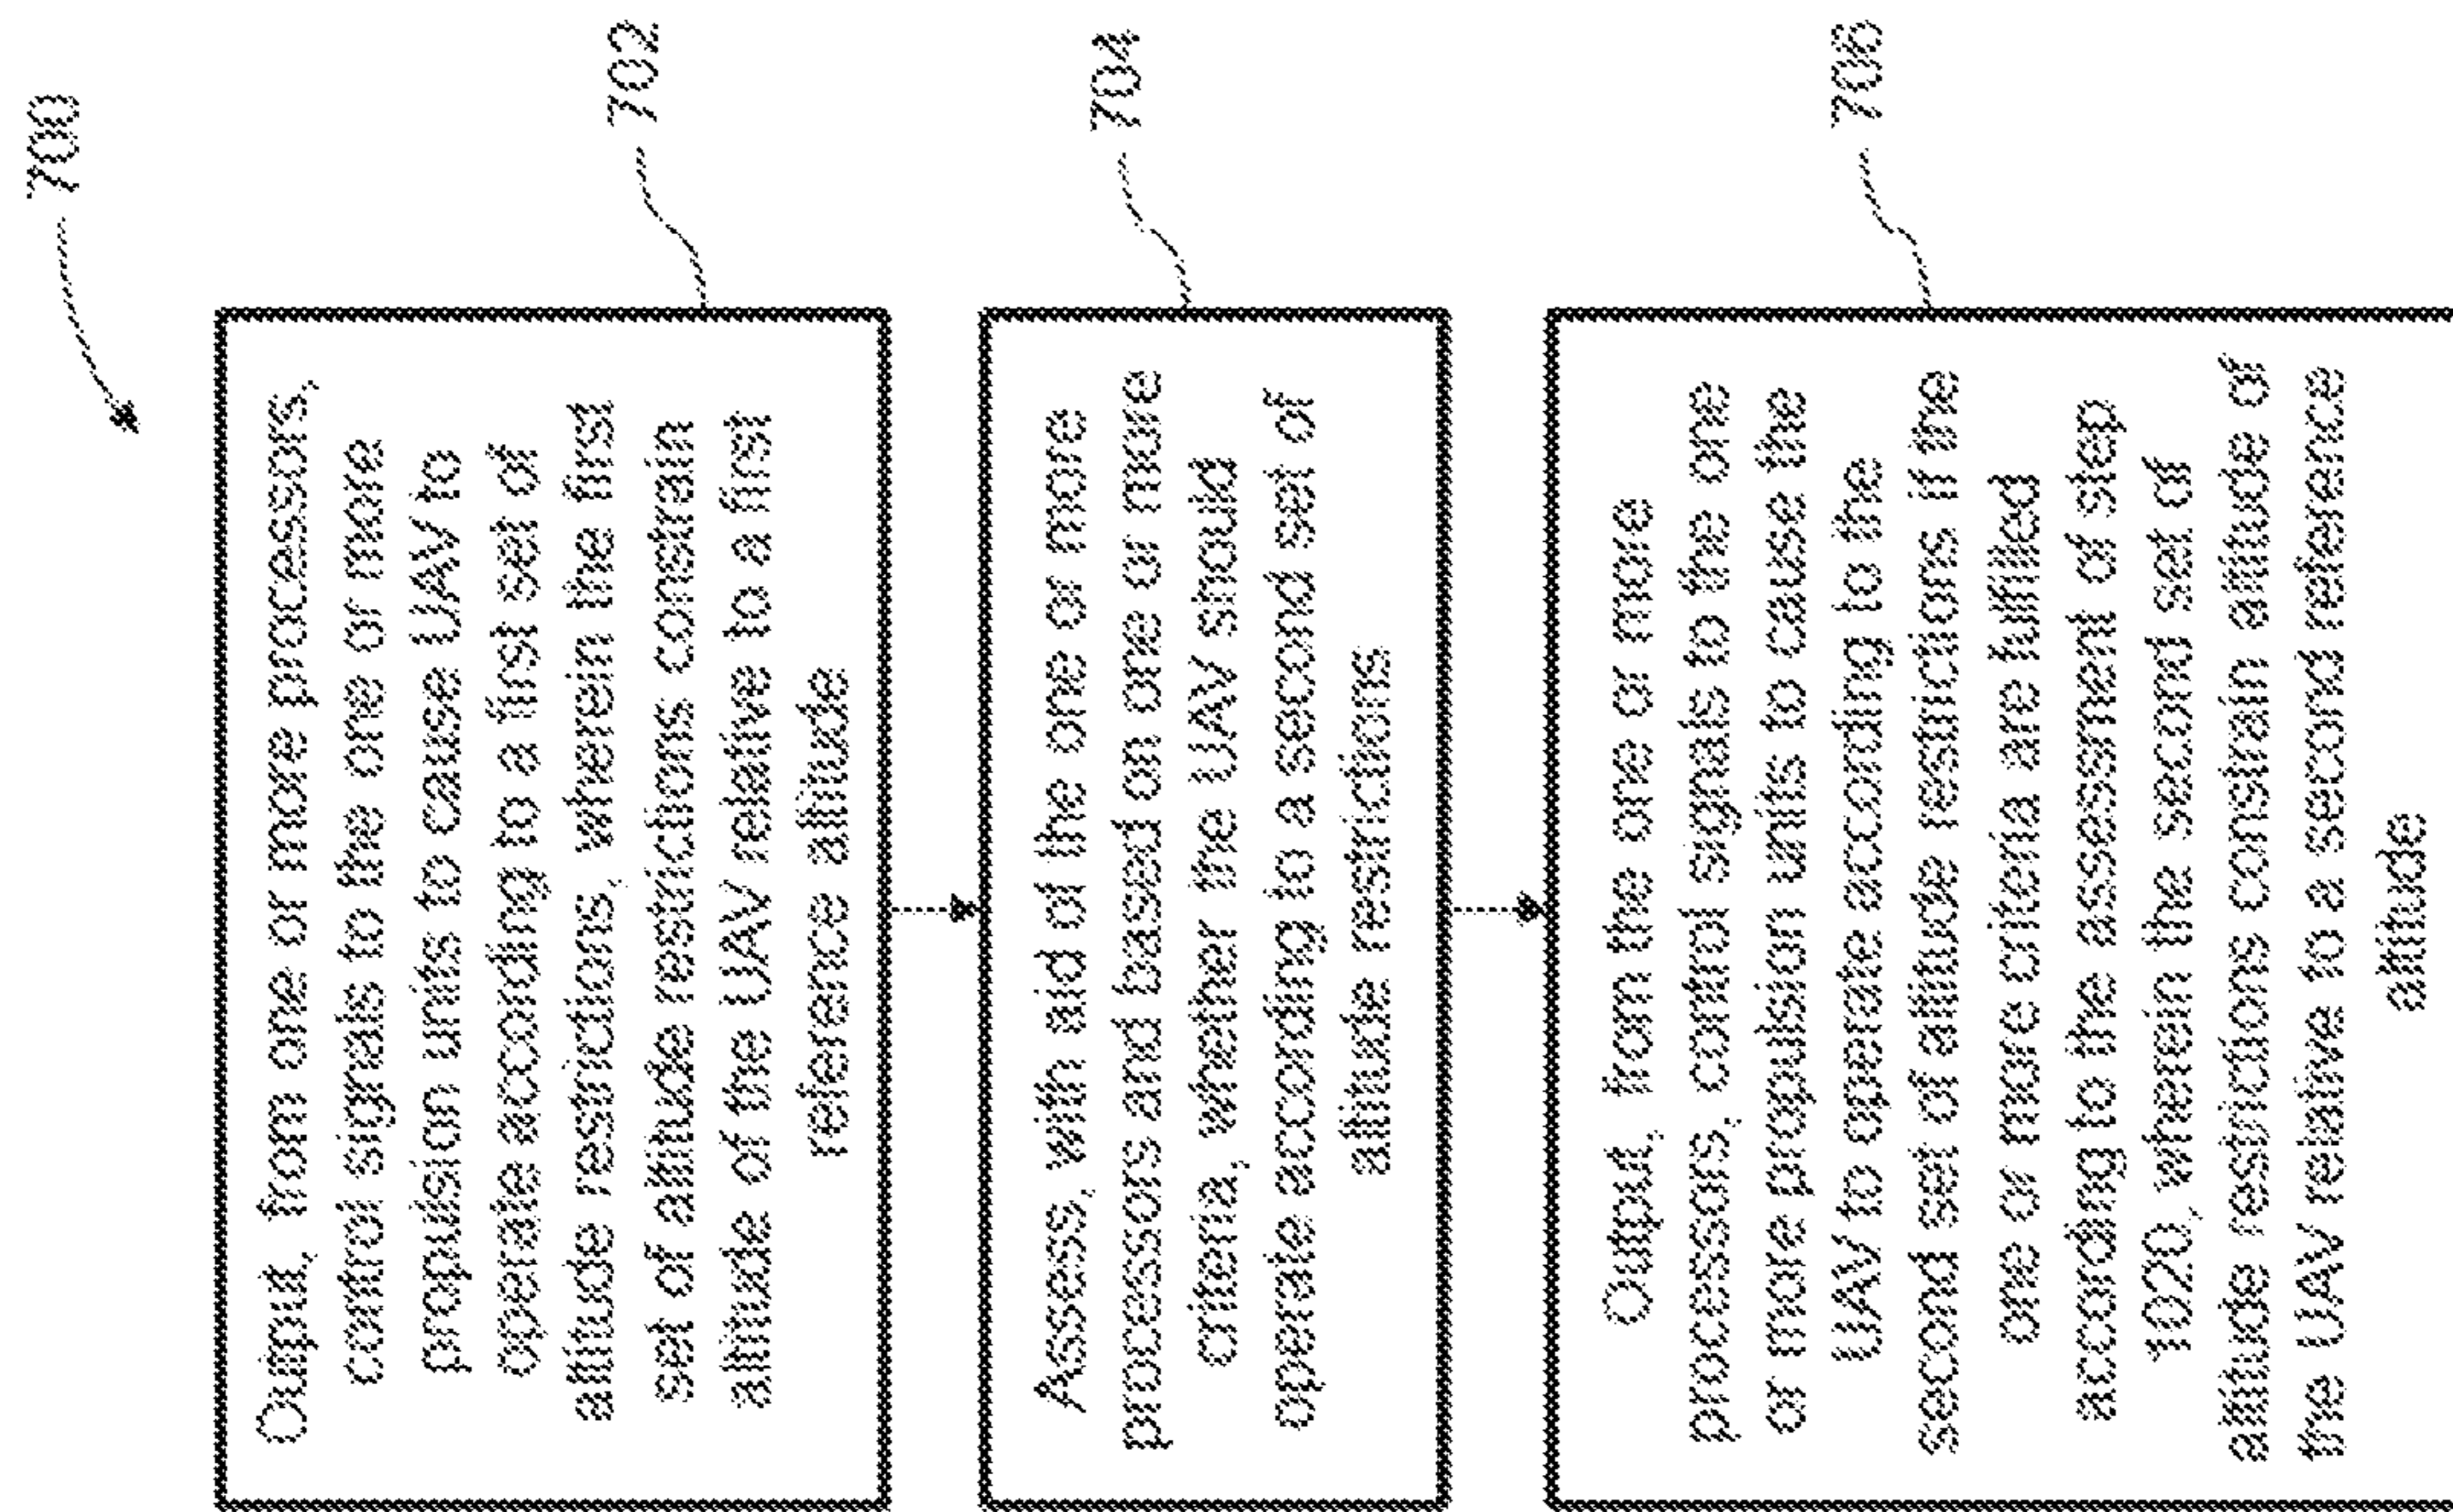 700
Output, from one or more processors,
control signals to the one or more
propulsion units to cause UAV to
operate according to a first set of
altitude restrictions, wherein the first
set of altitude restrictions constrain
altitude of the UAV relative to a first
reference altitude
702
Assess, with aid of the one or more
processors and based on one or more
criteria, whether the UAV should
operate according to a second set of
altitude restrictions
704
Output, from the one or more
processors, control signals to the one
or more propulsion units to cause the
UAV to operate according to the
second set of altitude restrictions if the
one or more criteria are fulfilled
according to the assessment of step
1020, wherein the second set of
altitude restrictions constrain altitude of
the UAV relative to a second reference
altitude
706